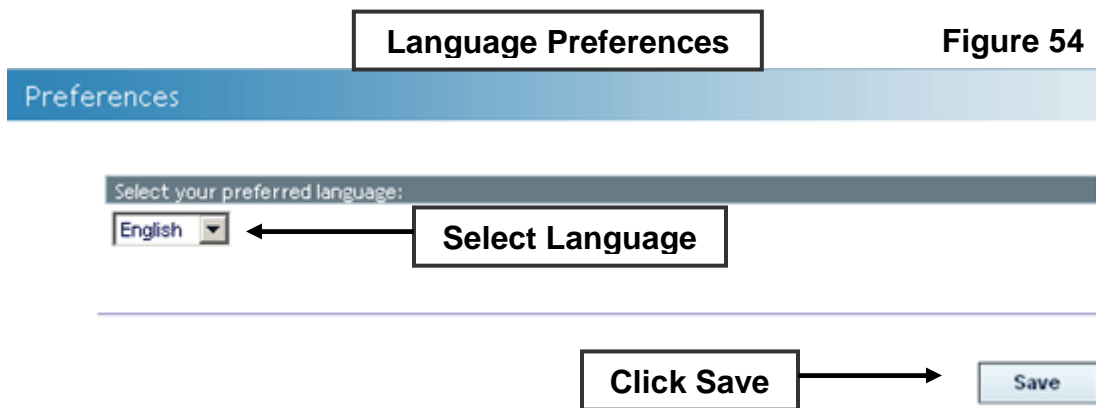 Language Preferences
Figure 54
Preferences
Select your preferred language:
English
Select Language
Click Save
Save